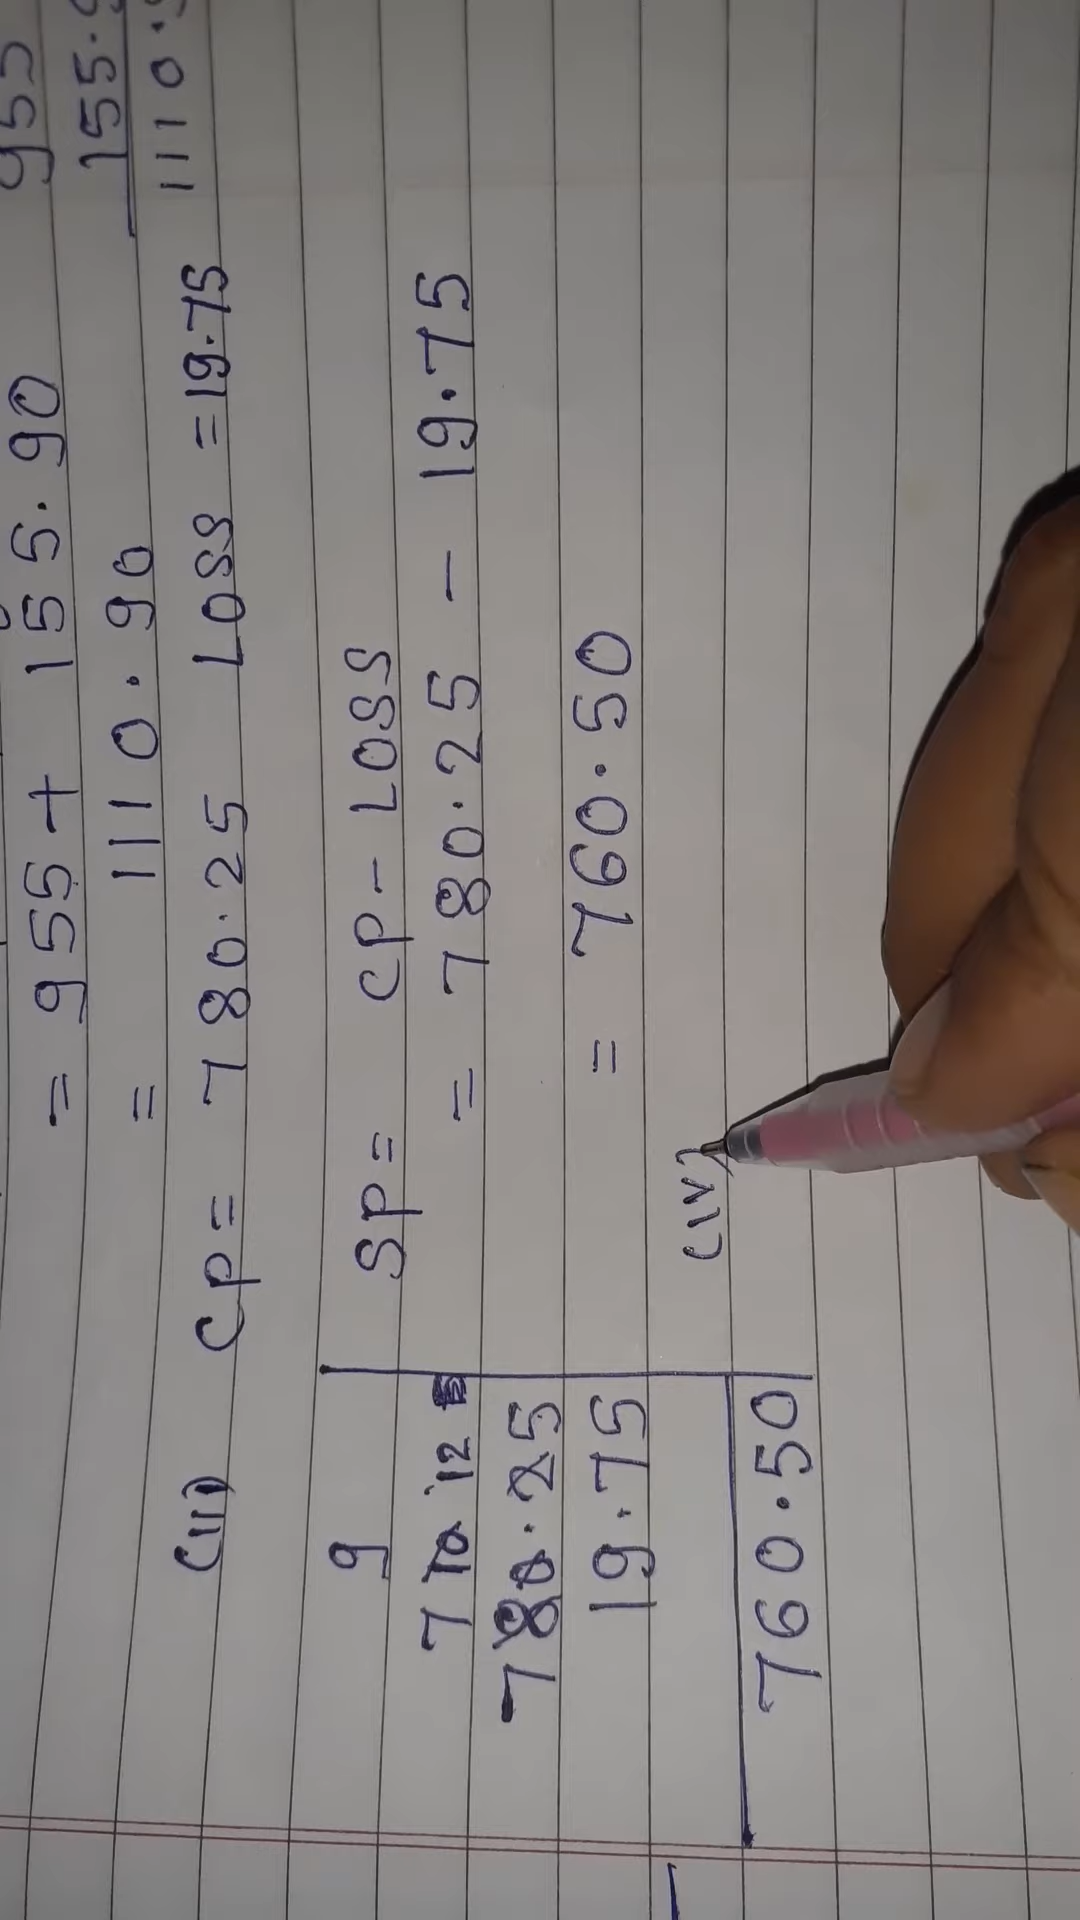 = 955 + 155.90 955
= 1110.90 155.
1110.
(11) CP = 780.25 LOSS = 19.75
9
SP = CP - LOSS
7 10 12
= 780.25 - 19.75
780.25
19.75
= 760.50
(IV)
760.50